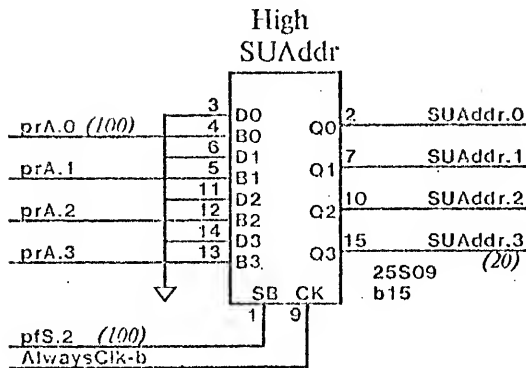 High
SUAddr
3 D0
prA.0 (100) 4 B0 Q0 2 SUAddr.0
6 D1
prA.1 5 B1 Q1 7 SUAddr.1
11 D2
prA.2 12 B2 Q2 10 SUAddr.2
14 D3
prA.3 13 B3 Q3 15 SUAddr.3
(20)
25S09
SB CK b15
1 9
pfS.2 (100)
AlwaysClk-b